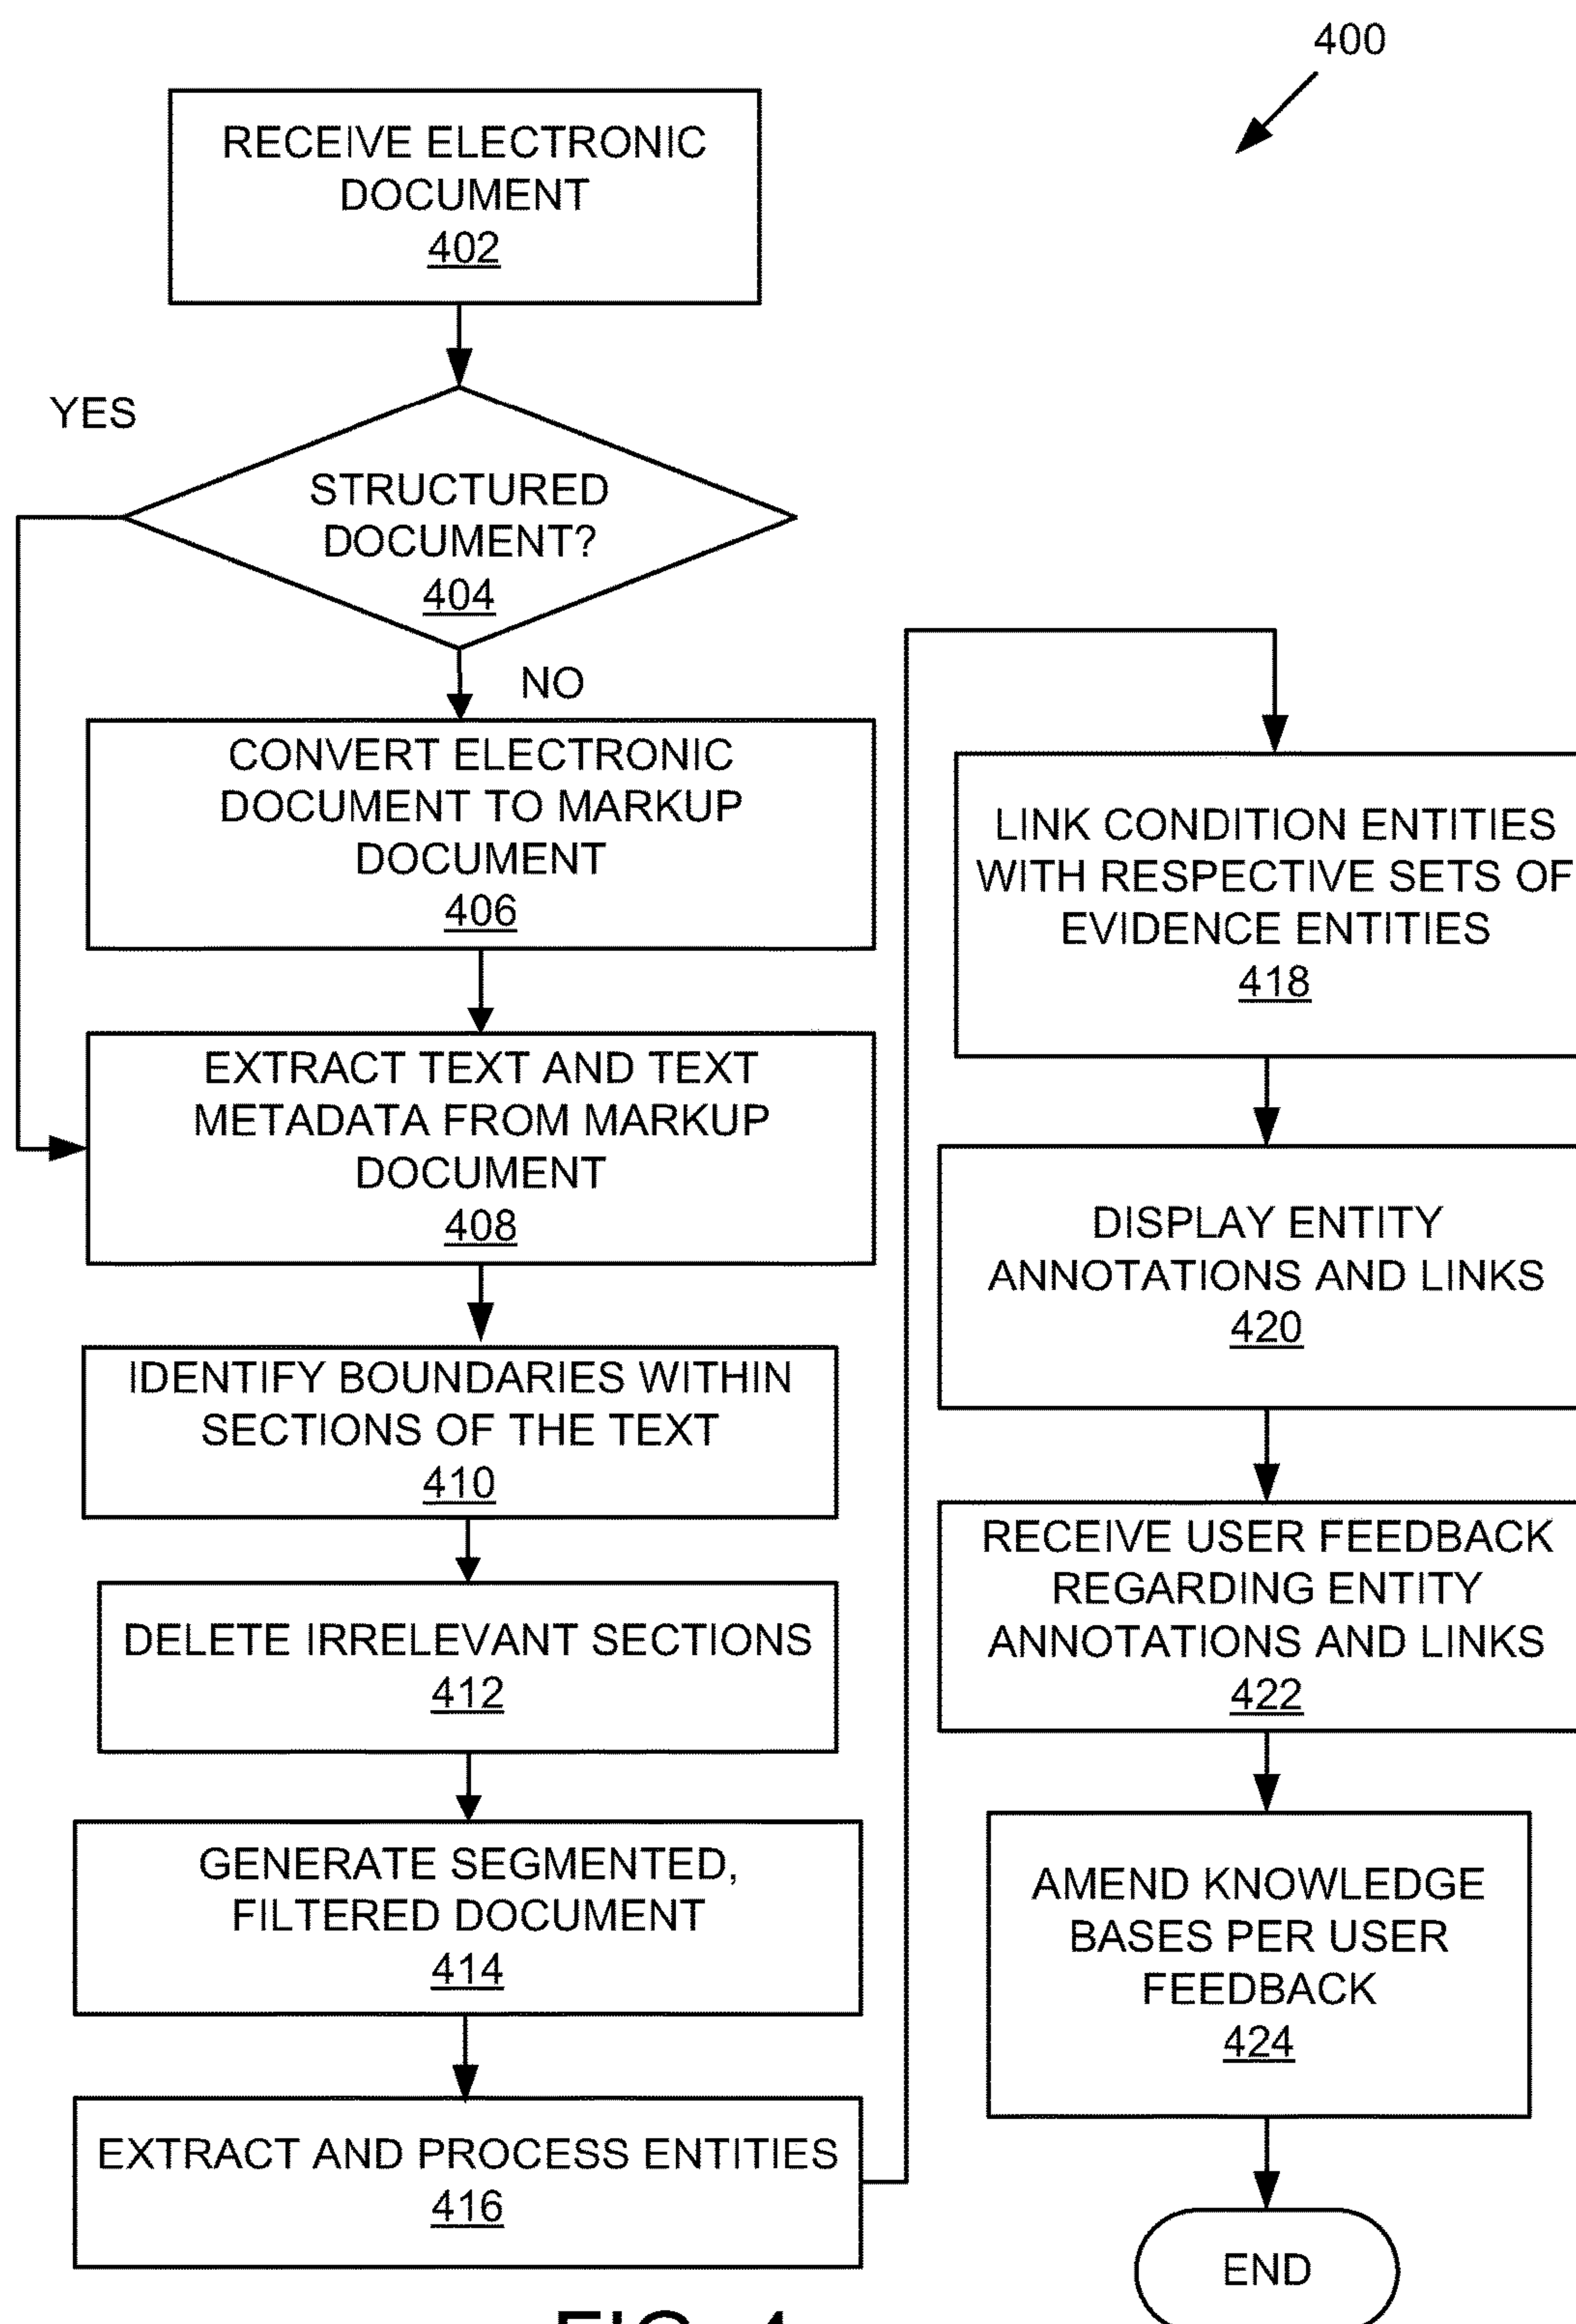 400
RECEIVE ELECTRONIC
DOCUMENT
402
YES
STRUCTURED
DOCUMENT?
404
NO
CONVERT ELECTRONIC
DOCUMENT TO MARKUP
DOCUMENT
406
EXTRACT TEXT AND TEXT
METADATA FROM MARKUP
DOCUMENT
408
IDENTIFY BOUNDARIES WITHIN
SECTIONS OF THE TEXT
410
DELETE IRRELEVANT SECTIONS
412
GENERATE SEGMENTED,
FILTERED DOCUMENT
414
EXTRACT AND PROCESS ENTITIES
416
LINK CONDITION ENTITIES
WITH RESPECTIVE SETS OF
EVIDENCE ENTITIES
418
DISPLAY ENTITY
ANNOTATIONS AND LINKS
420
RECEIVE USER FEEDBACK
REGARDING ENTITY
ANNOTATIONS AND LINKS
422
AMEND KNOWLEDGE
BASES PER USER
FEEDBACK
424
END